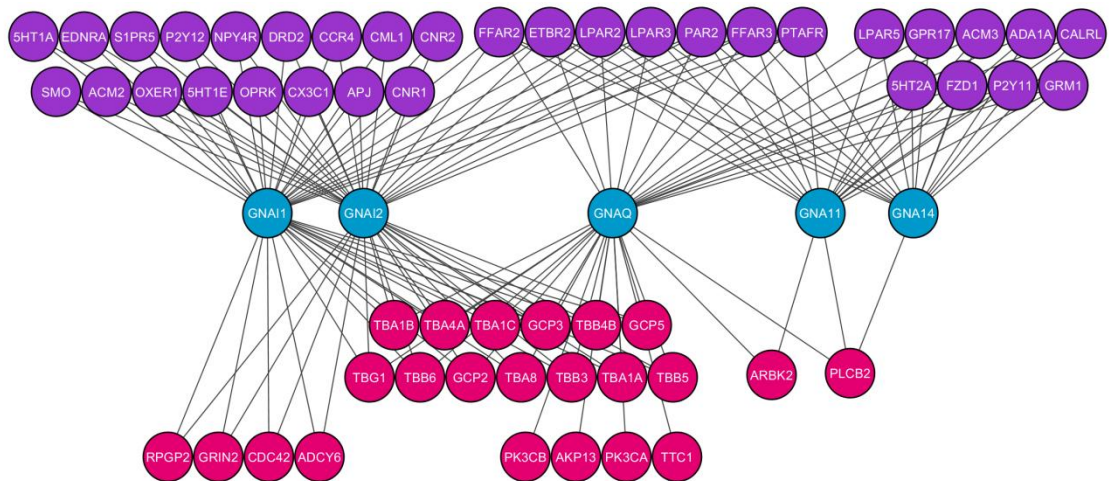 5HT1A EDNRA S1PR5 P2Y12 NPY4R DRD2 CCR4 CML1 CNR2 FFAR2 ETBR2 LPAR2 LPAR3 PAR2 FFAR3 PTAFR LPAR5 GPR17 ACM3 ADA1A CALRL
SMO ACM2 OXER1 5HT1E OPRK CX3C1 APJ CNR1 5HT2A FZD1 P2Y11 GRM1
GNAI1 GNAI2 GNAQ GNA11 GNA14
TBA1B TBA4A TBA1C GCP3 TBB4B GCP5
TBG1 TBB6 GCP2 TBA8 TBB3 TBA1A TBB5 ARBK2 PLCB2
RPGP2 GRIN2 CDC42 ADCY6 PK3CB AKP13 PK3CA TTC1